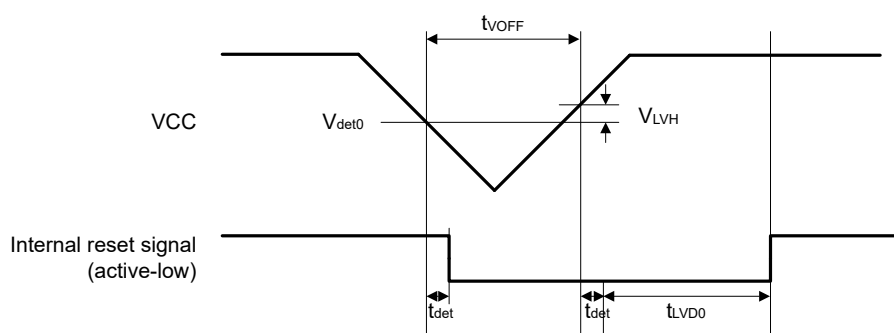 tVOFF
VCC
Vdet0
VLVH
Internal reset signal
(active-low)
tdet
tdet
tLVD0